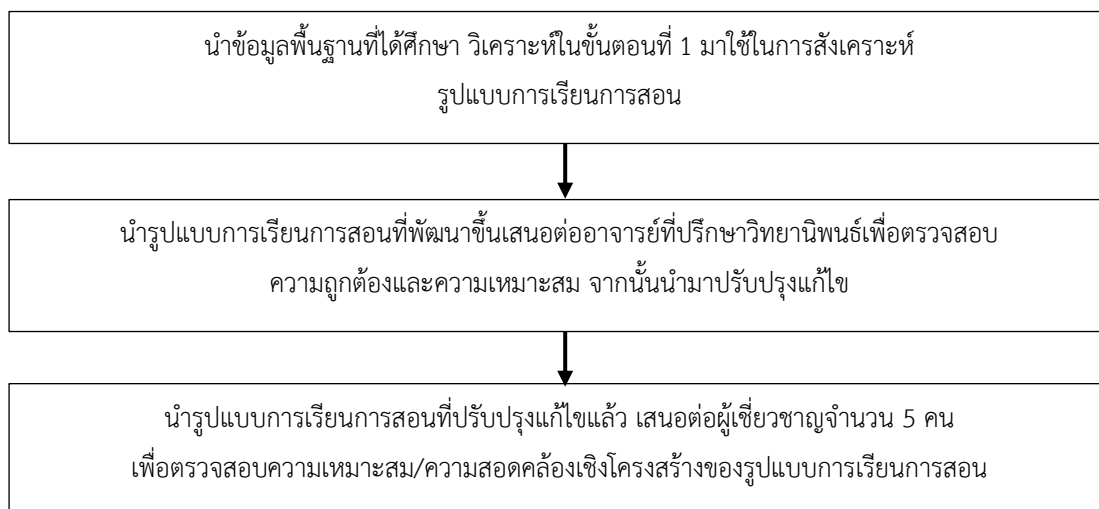 นำข้อมูลพื้นฐานที่ได้ศึกษา วิเคราะห์ในขั้นตอนที่ 1 มาใช้ในการสังเคราะห์
รูปแบบการเรียนการสอน
นำรูปแบบการเรียนการสอนที่พัฒนาขึ้นเสนอต่ออาจารย์ที่ปรึกษาวิทยานิพนธ์เพื่อตรวจสอบ
ความถูกต้องและความเหมาะสม จากนั้นนำมาปรับปรุงแก้ไข
นำรูปแบบการเรียนการสอนที่ปรับปรุงแก้ไขแล้ว เสนอต่อผู้เชี่ยวชาญจำนวน 5 คน
เพื่อตรวจสอบความเหมาะสม/ความสอดคล้องเชิงโครงสร้างของรูปแบบการเรียนการสอน